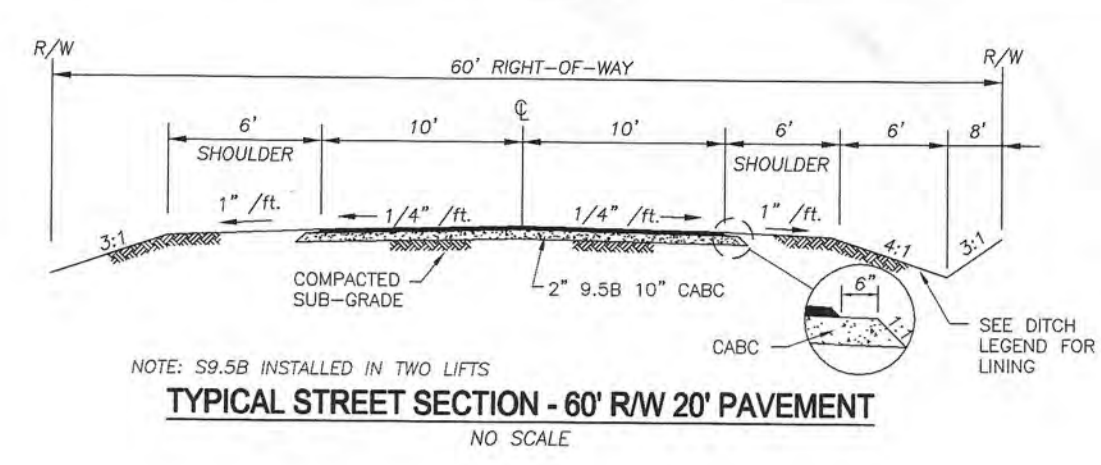 R/W
R/W
60' RIGHT-OF-WAY
℄
6'
10'
10'
6'
6'
8'
SHOULDER
SHOULDER
1" /ft.
1/4" /ft.
1/4" /ft.
1" /ft.
3:1
4:1
3:1
COMPACTED
SUB-GRADE
2" 9.5B 10" CABC
6"
1
1
CABC
SEE DITCH
LEGEND FOR
LINING
NOTE: S9.5B INSTALLED IN TWO LIFTS
TYPICAL STREET SECTION - 60' R/W 20' PAVEMENT
NO SCALE